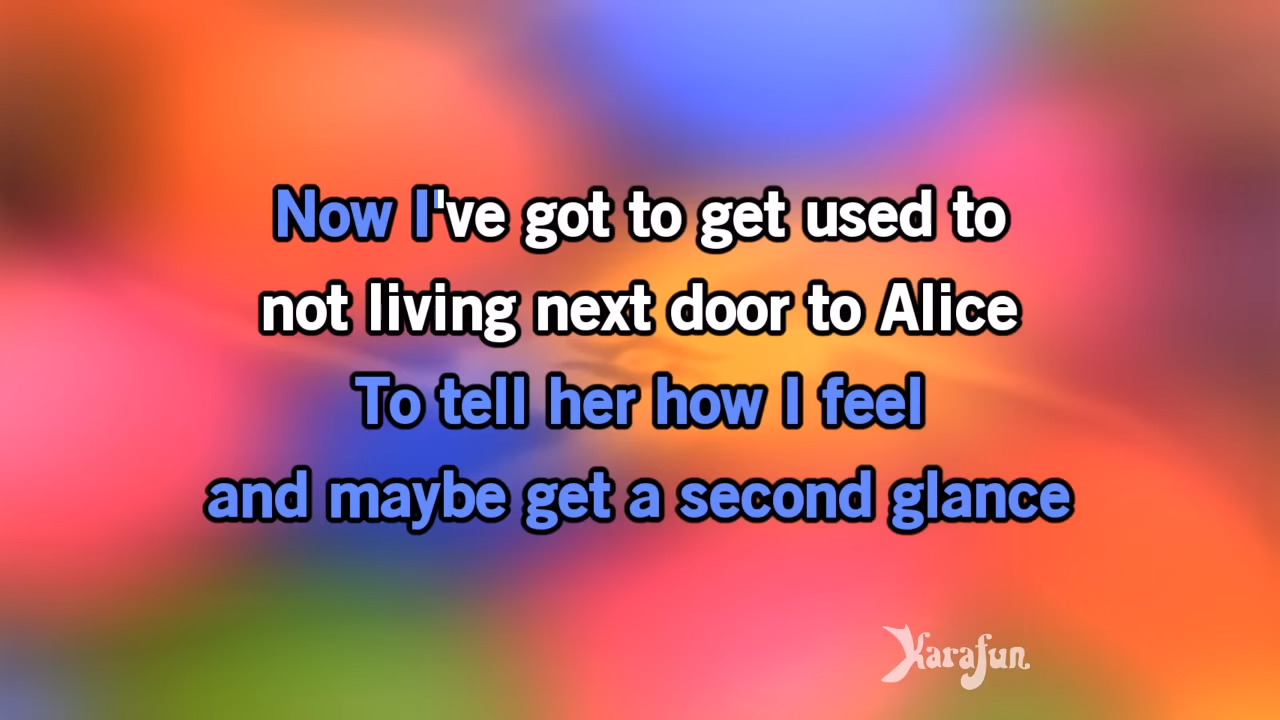 Now I've got to get used to
not living next door to Alice
To tell her how I feel
and maybe get a second glance
Karafun